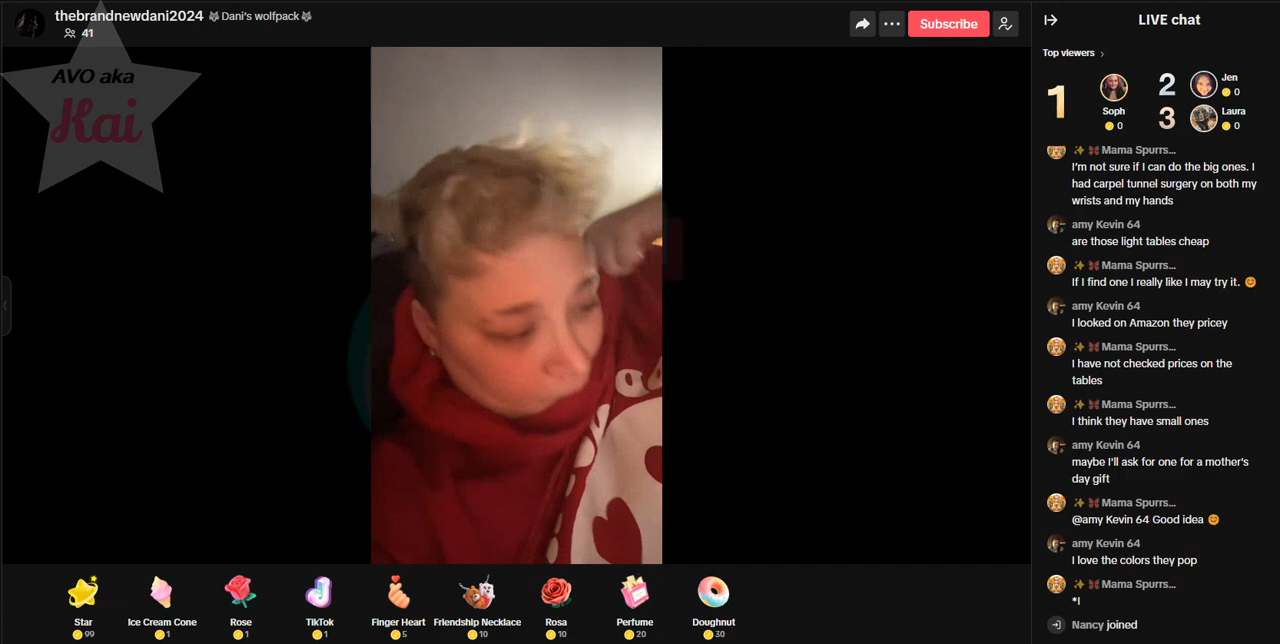 thebrandnewdani2024 🐺Dani's wolfpack🐺
41
Subscribe
AVO aka
Kai
LIVE chat
Top viewers
1
Soph
0
2
Jen
0
3
Laura
0
Mama Spurrs...
I'm not sure if I can do the big ones. I
had carpel tunnel surgery on both my
wrists and my hands
amy Kevin 64
are those light tables cheap
Mama Spurrs...
If I find one I really like I may try it. 😊
amy Kevin 64
I looked on Amazon they pricey
Mama Spurrs...
I have not checked prices on the
tables
Mama Spurrs...
I think they have small ones
amy Kevin 64
maybe I'll ask for one for a mother's
day gift
Mama Spurrs...
@amy Kevin 64 Good idea 😊
amy Kevin 64
I love the colors they pop
Mama Spurrs...
*I
Nancy joined
Star
99
Ice Cream Cone
1
Rose
1
TikTok
1
Finger Heart
5
Friendship Necklace
10
Rosa
10
Perfume
20
Doughnut
30